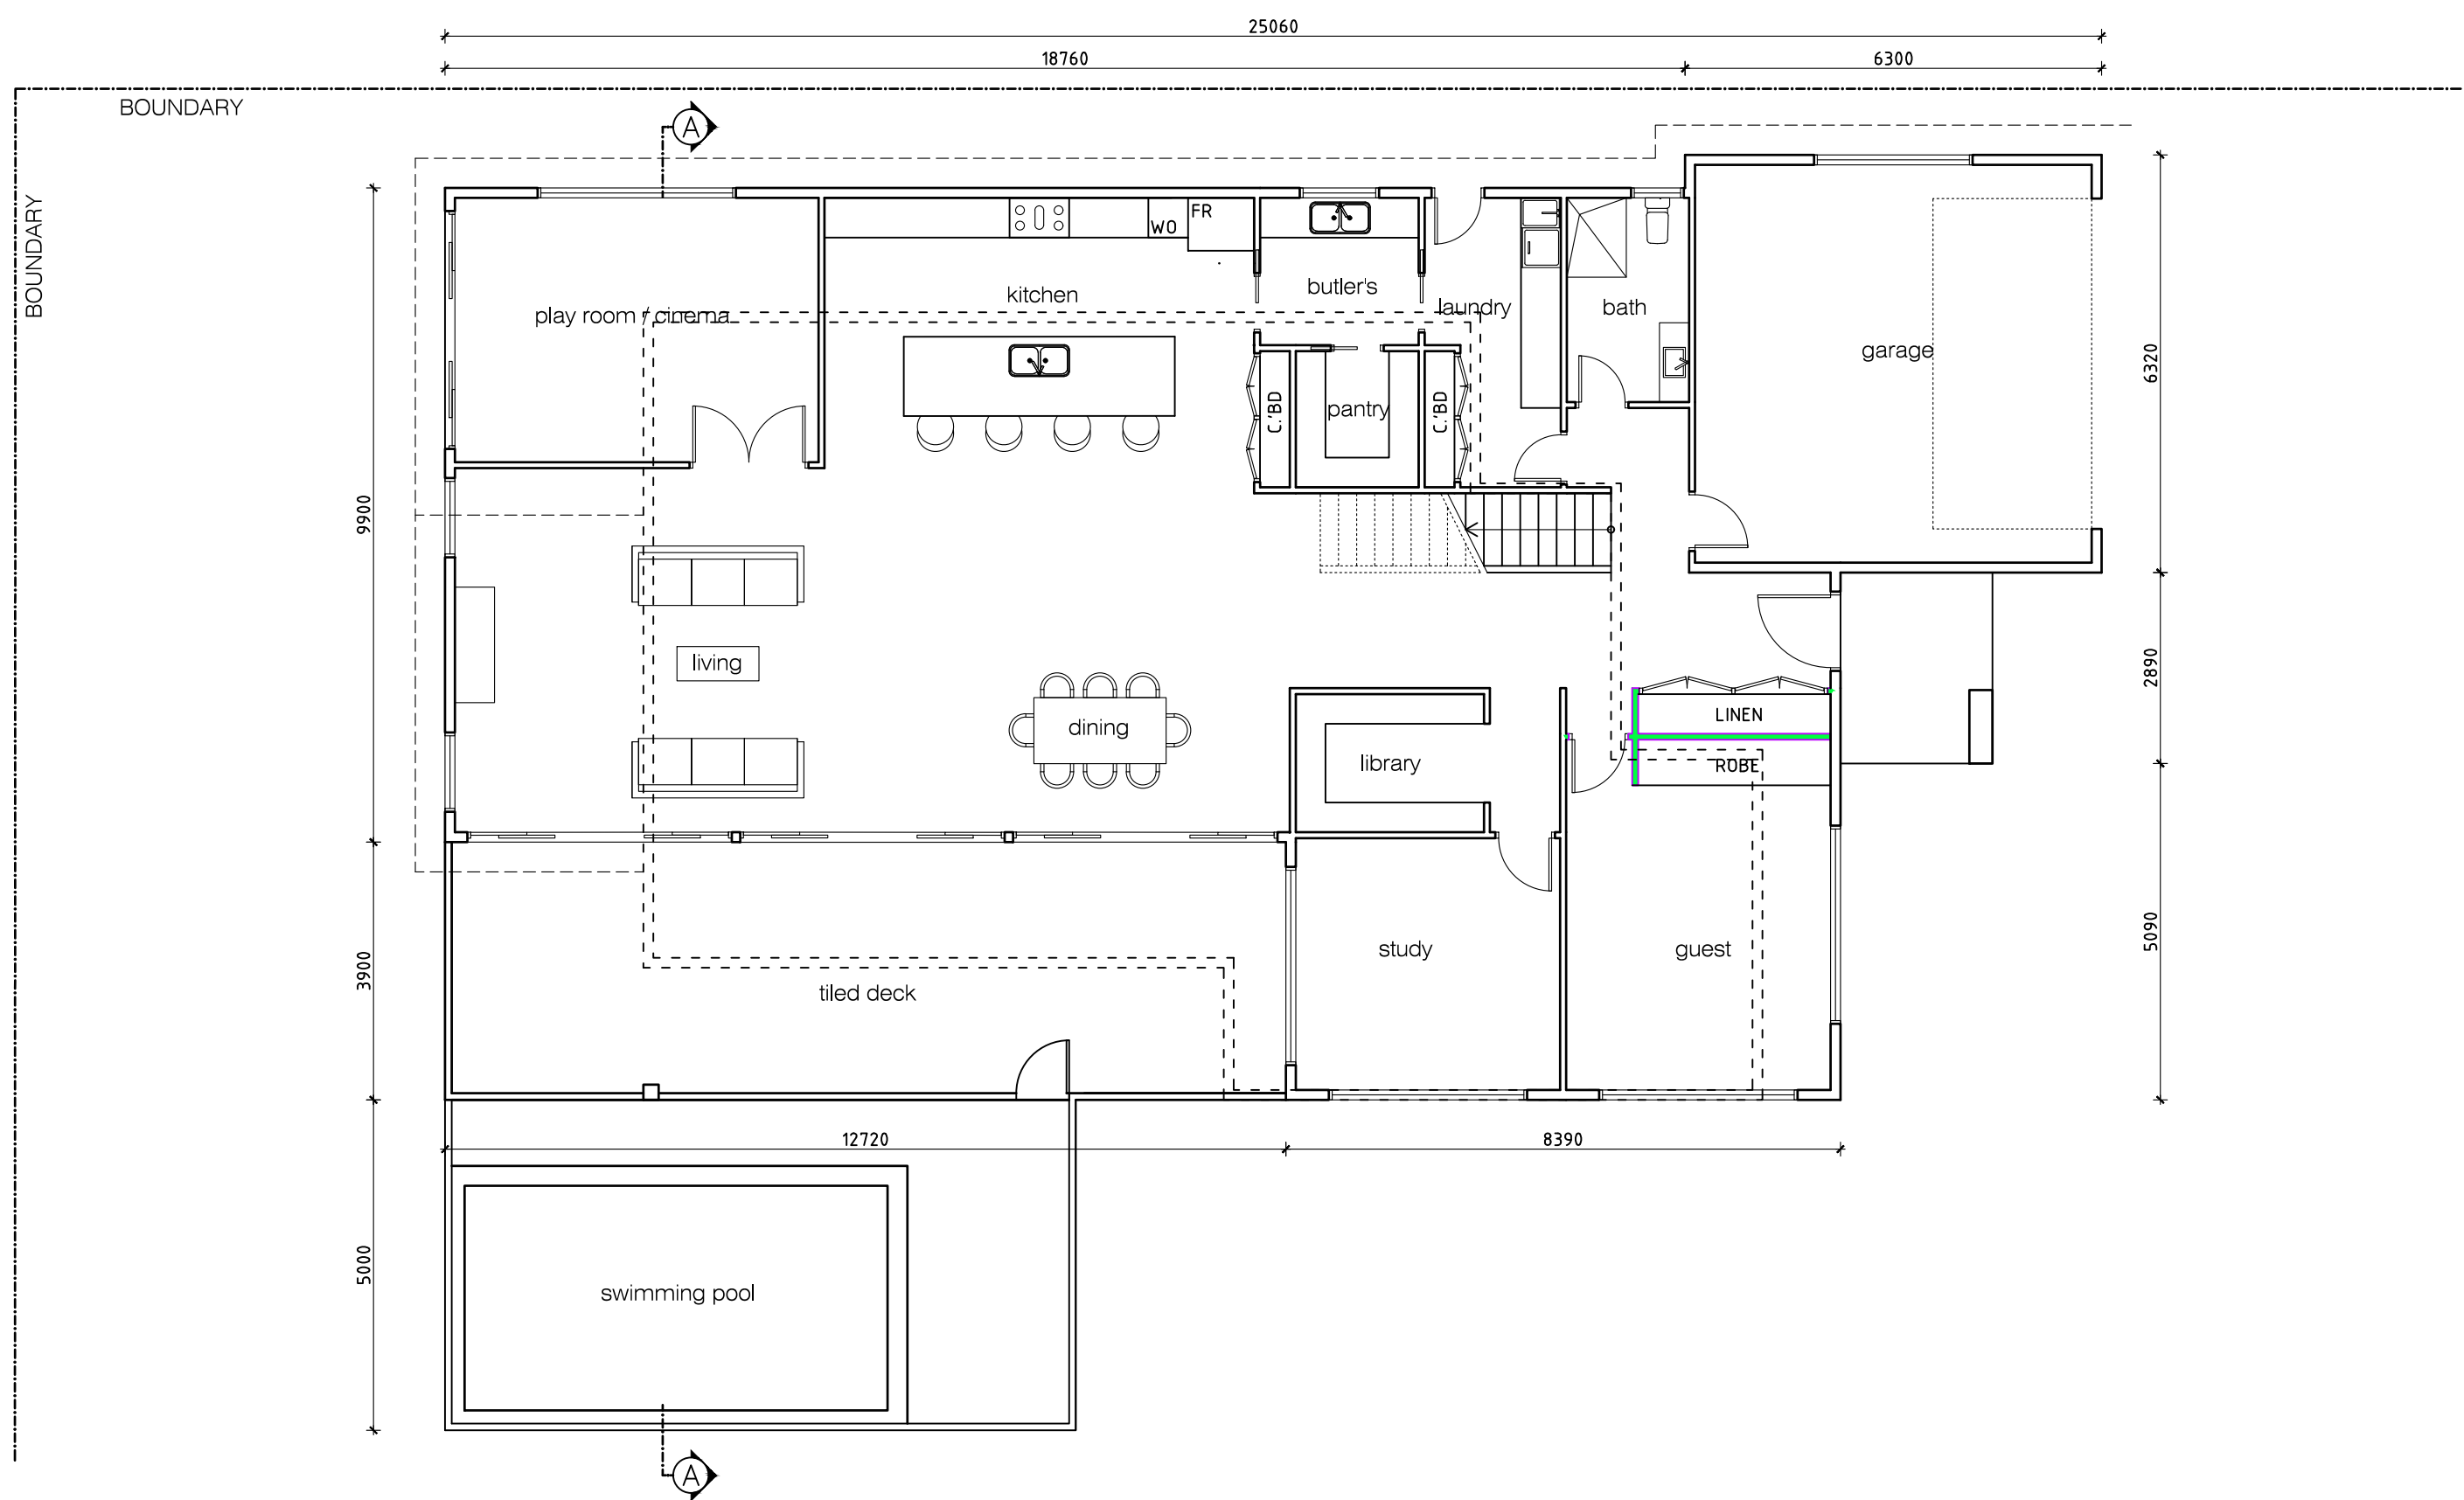 25060
18760
6300
BOUNDARY
A
BOUNDARY
FR
WO
play room / cinema
kitchen
butler's
laundry
bath
garage
6320
C.'BD
pantry
C.'BD
9900
living
dining
library
LINEN
ROBE
2890
study
guest
5090
3900
tiled deck
12720
8390
5000
swimming pool
A